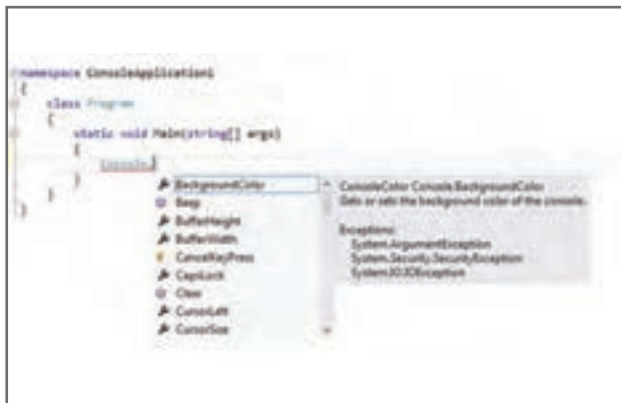 namespace ConsoleApplication1
{
class Program
{
static void Main(string[] args)
{
Console.
}
}
}
BackgroundColor
Beep
BufferHeight
BufferWidth
CancelKeyPress
CapsLock
Clear
CursorLeft
CursorSize
ConsoleColor Console.BackgroundColor
Gets or sets the background color of the console.
Exceptions:
System.ArgumentException
System.Security.SecurityException
System.IO.IOException